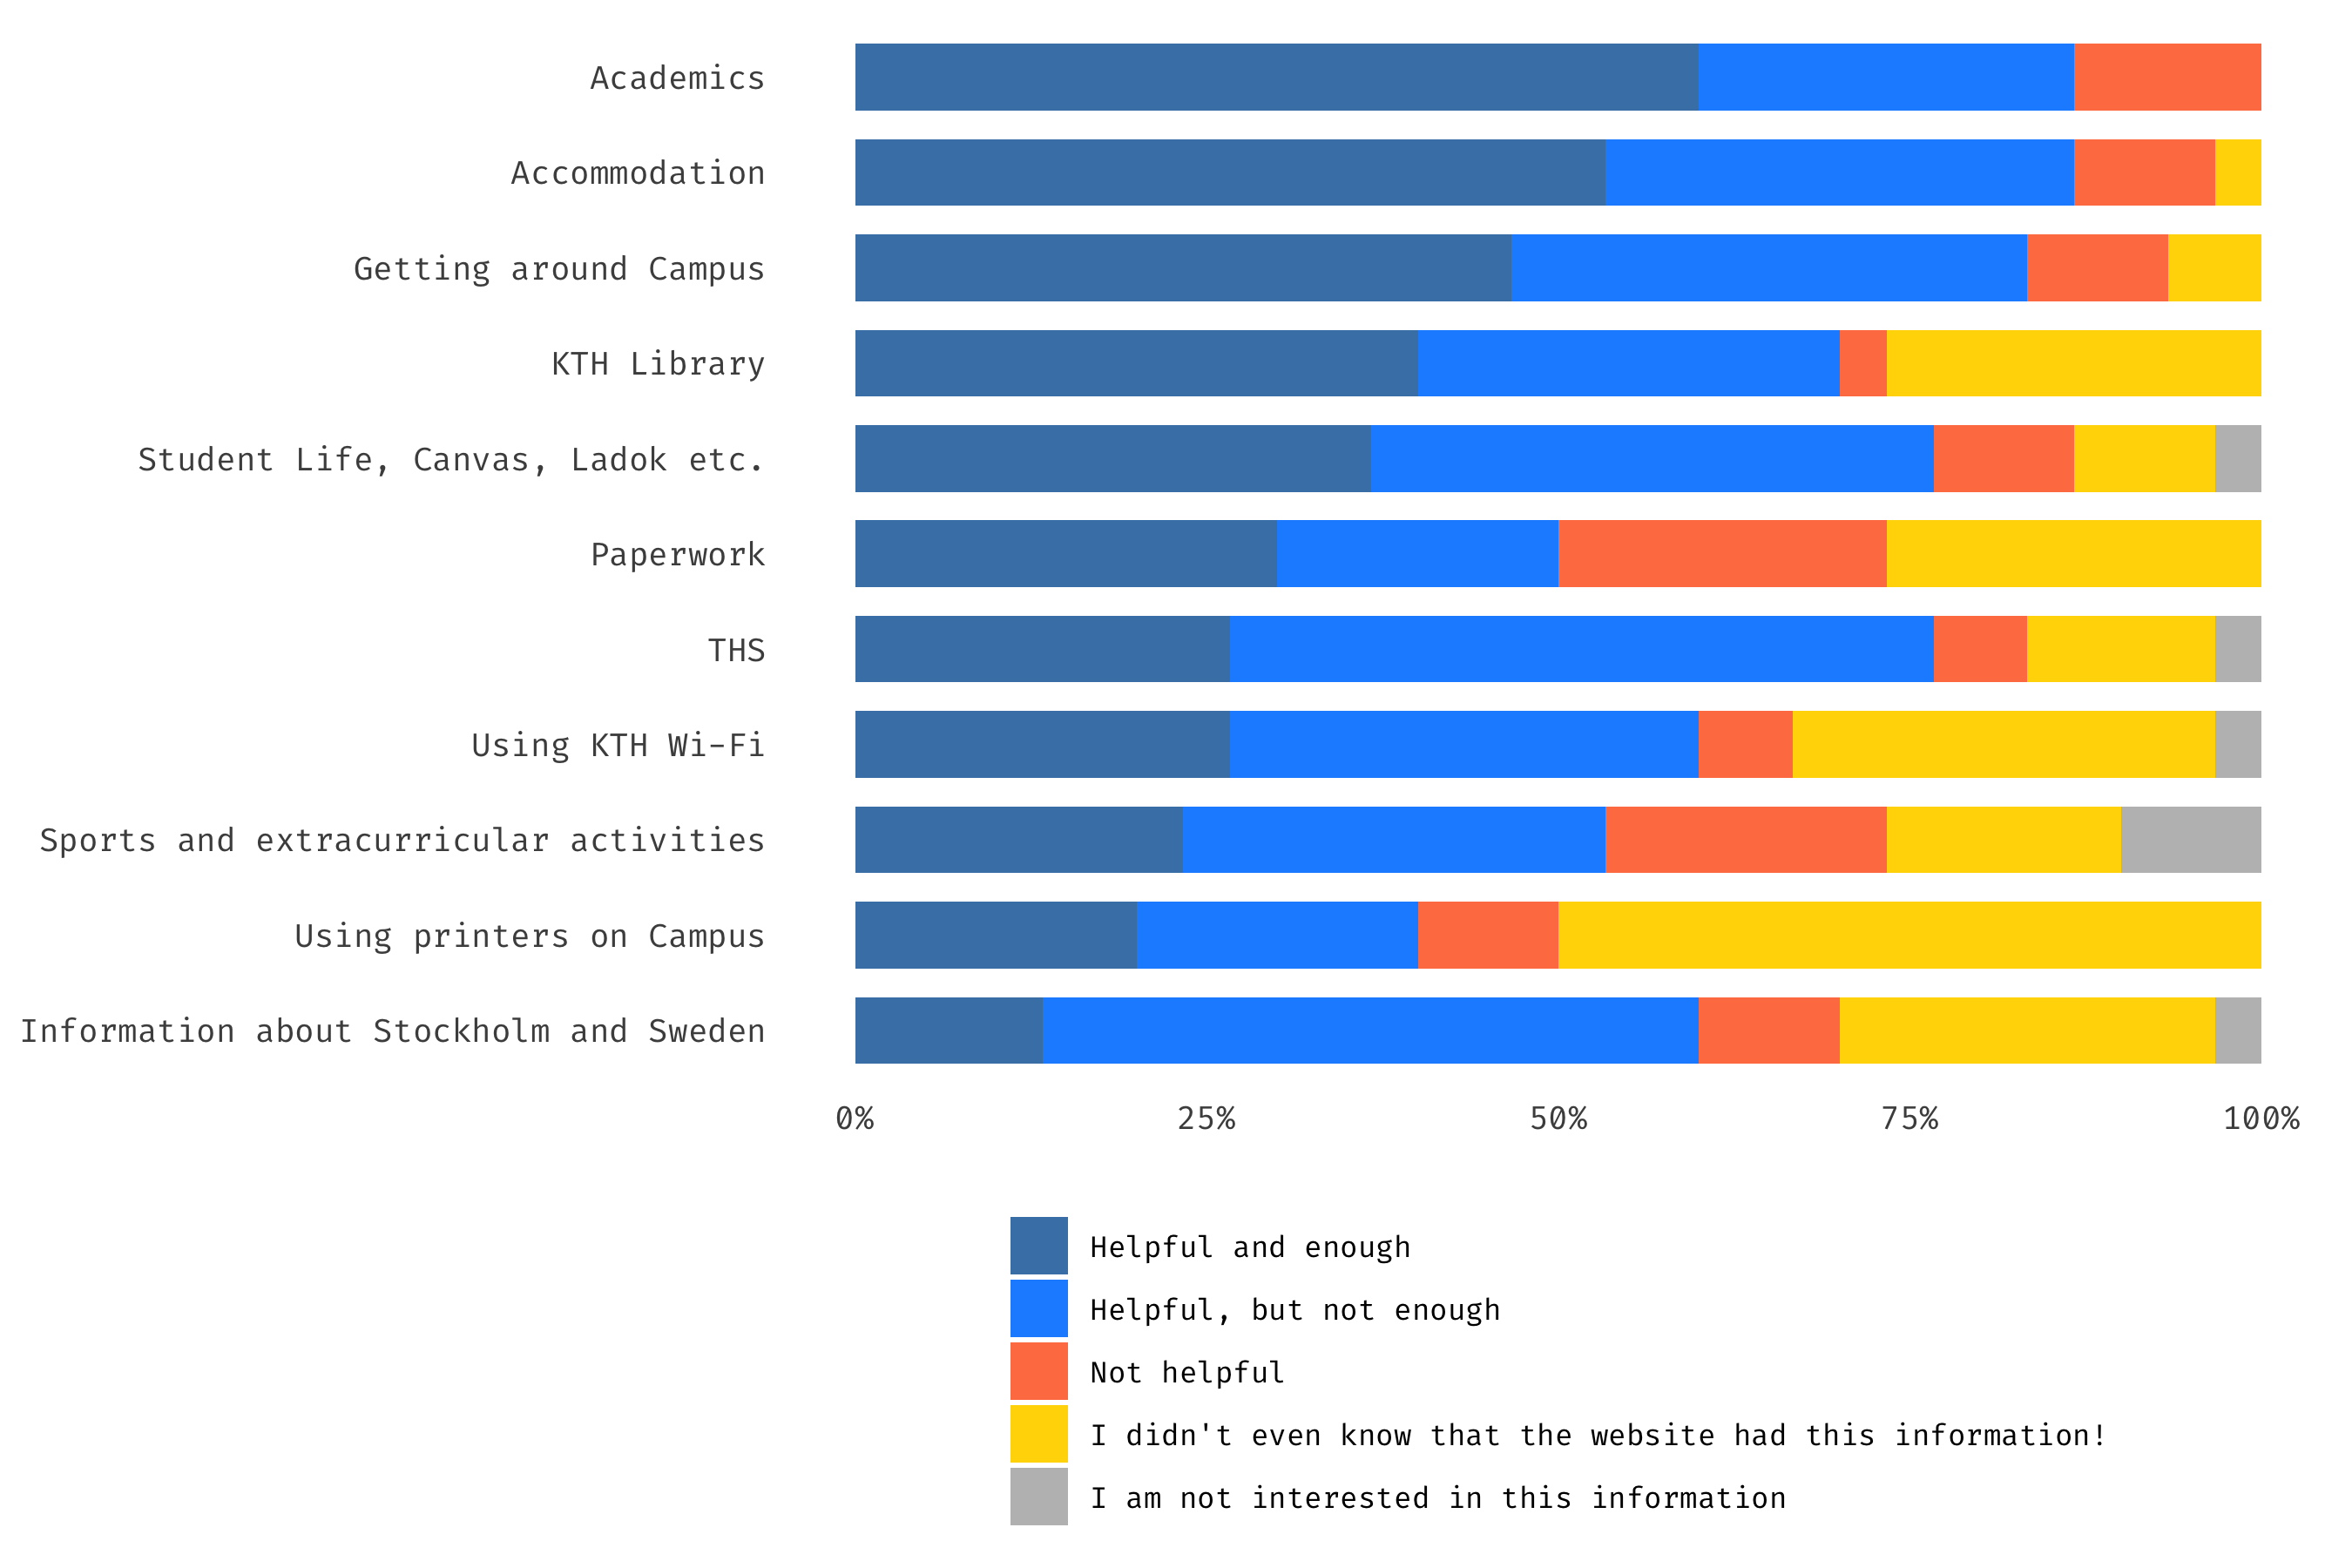 Academics
Accommodation
Getting around Campus
KTH Library
Student Life, Canvas, Ladok etc.
Paperwork
THS
Using KTH Wi-Fi
Sports and extracurricular activities
Using printers on Campus
Information about Stockholm and Sweden
0% 25% 50% 75% 100%
Helpful and enough
Helpful, but not enough
Not helpful
I didn't even know that the website had this information!
I am not interested in this information